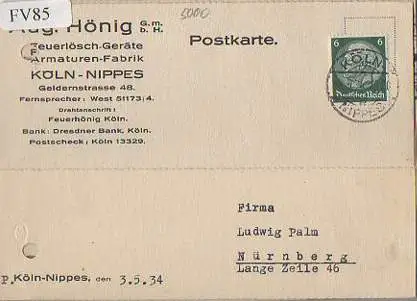 FV85
Aug. Hönig G.m.b.H.
5000
Feuerlösch-Geräte
Armaturen-Fabrik
KÖLN-NIPPES
Geldernstrasse 48.
Fernsprecher: West 51173/4.
Drahtanschrift:
Feuerhönig Köln.
Bank: Dresdner Bank, Köln.
Postscheck: Köln 13329.
Postkarte.
6 6
Deutsches Reich
KÖLN
NIPPES
Firma
Ludwig Palm
Nürnberg
Lange Zeile 46
P. Köln-Nippes, den 3.5.34